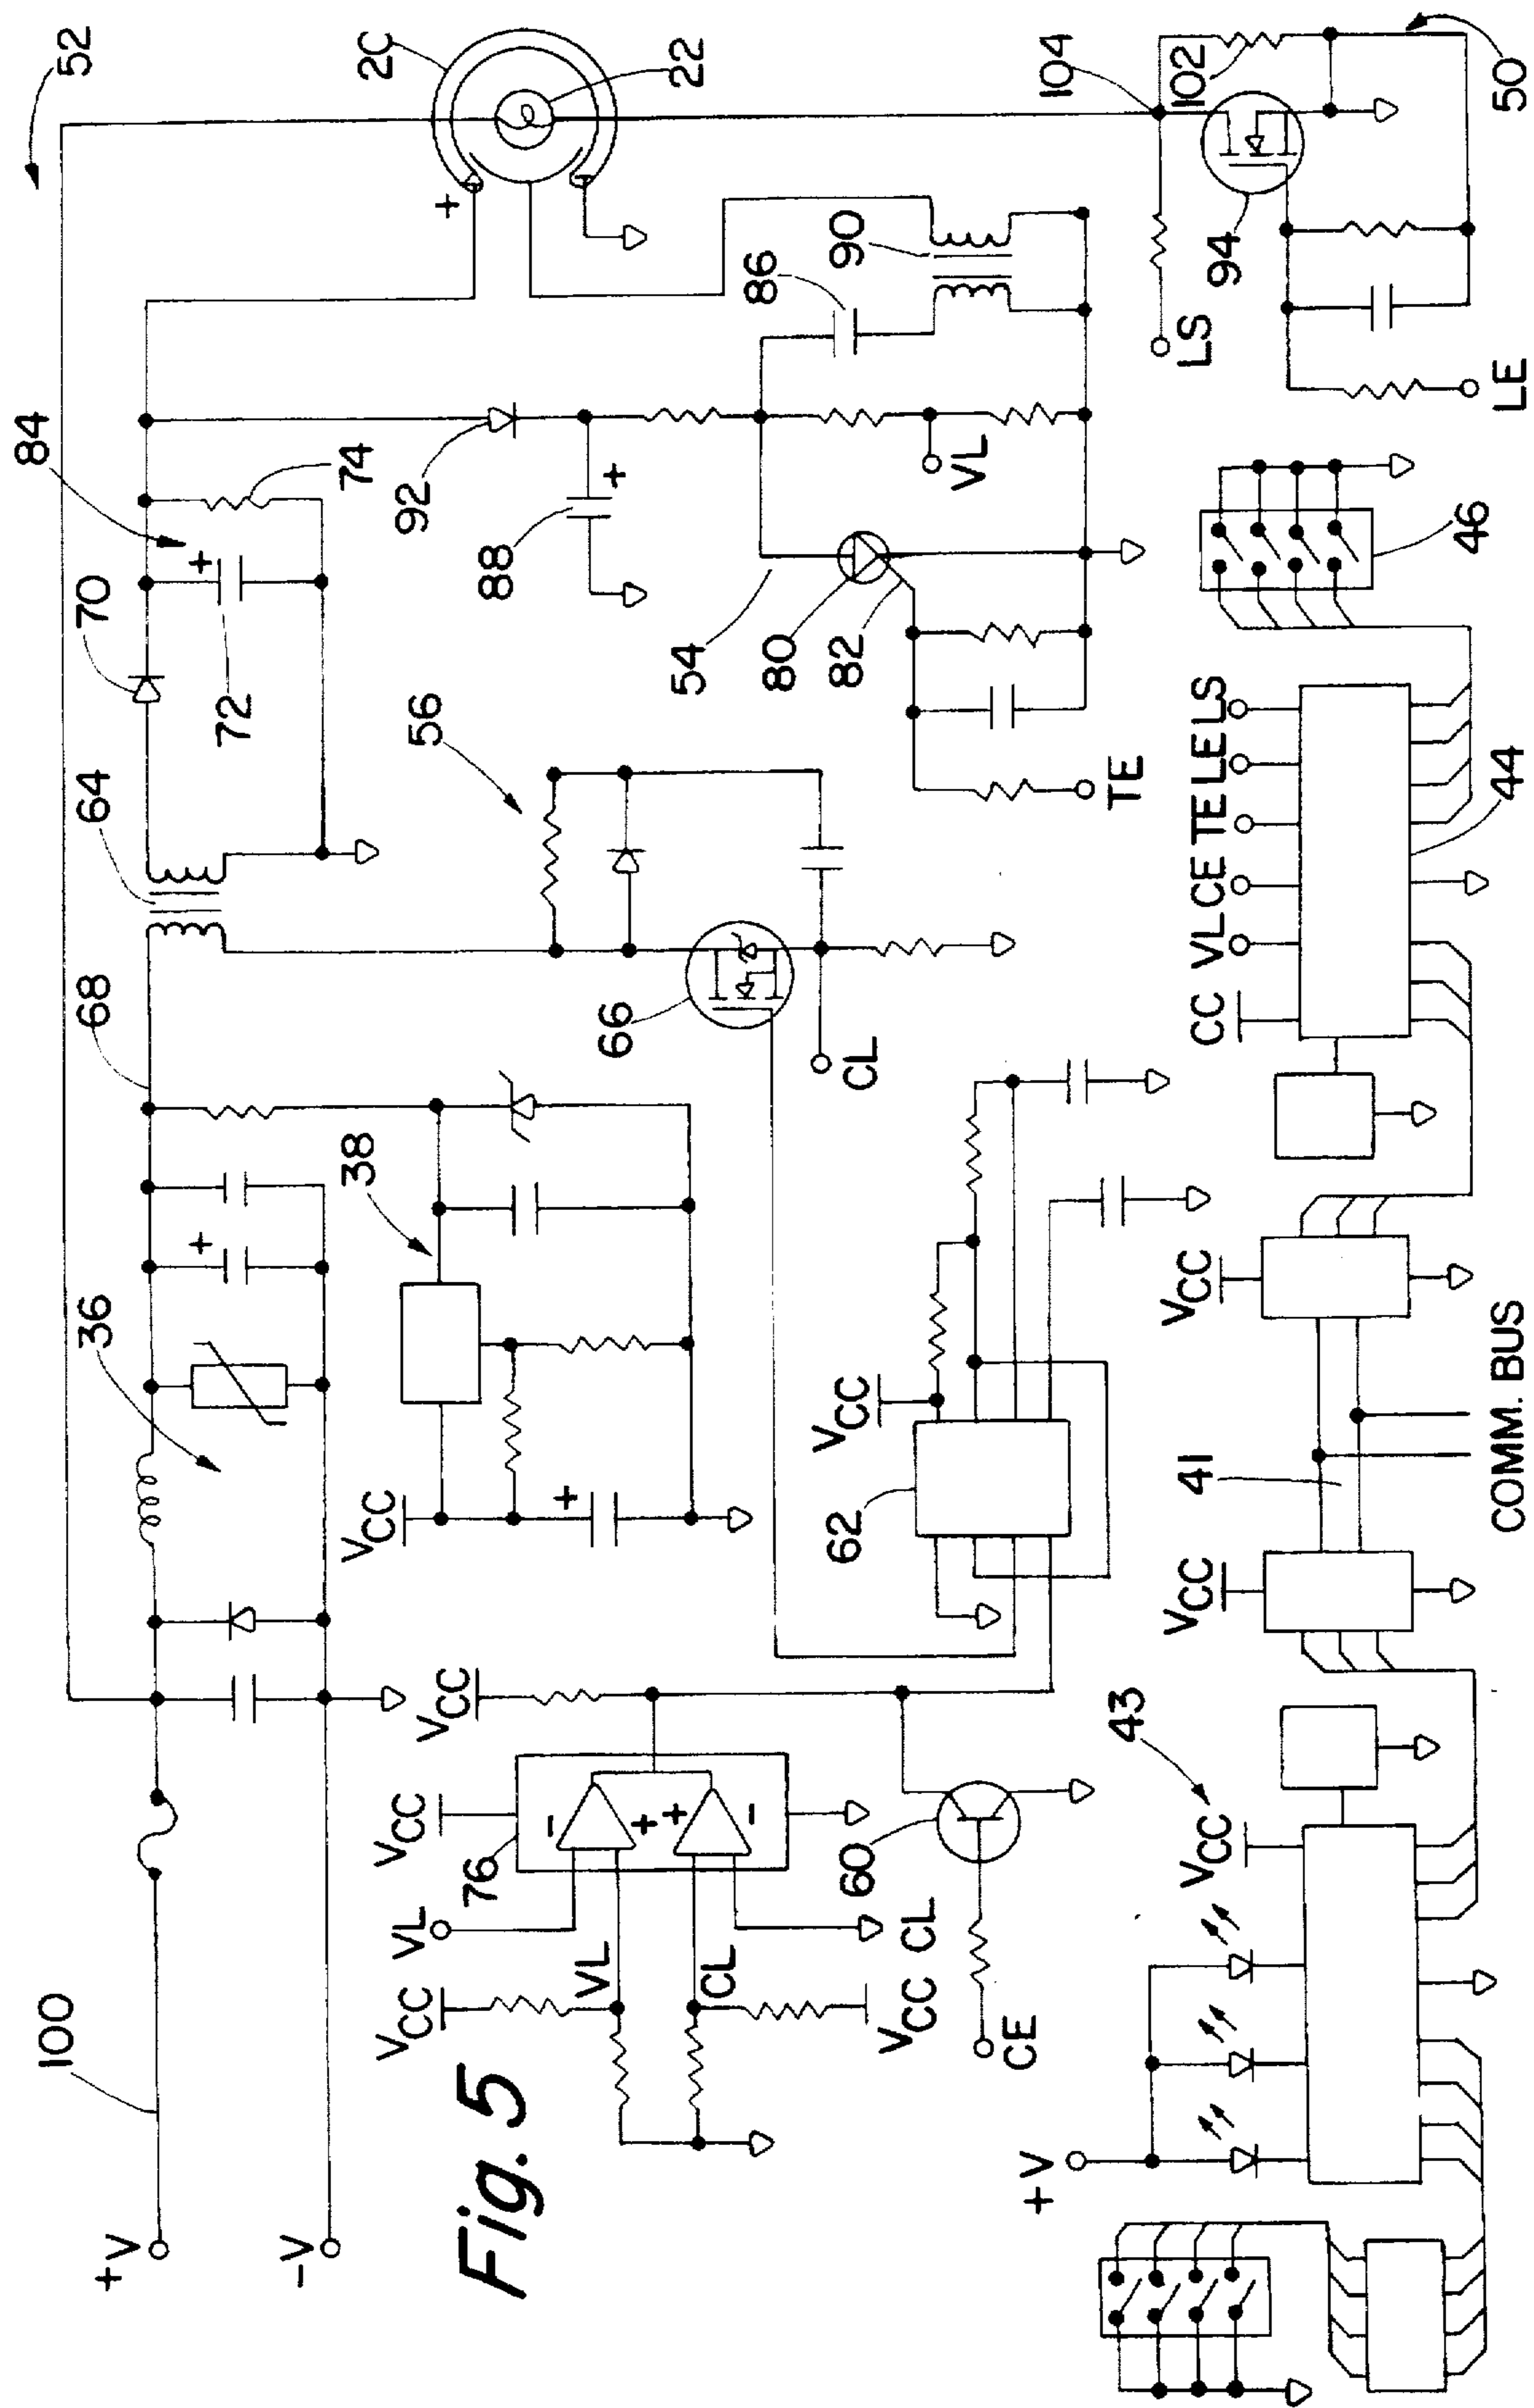 Fig. 5
+V
-V
100
52
36
68
64
70
72
84
74
2C
22
+
+
+
+
+
38
VCC
56
66
CL
92
88
54
80
82
86
90
VL
TE
104
102
94
50
LS
LE
VCC
VL
VCC
VL
CL
VCC
CL
76
-
+
+
-
VCC
60
CE
62
VCC
+V
43
VCC
VCC
41
COMM. BUS
VCC
CC
VL
CE
TE
LE
LS
44
46